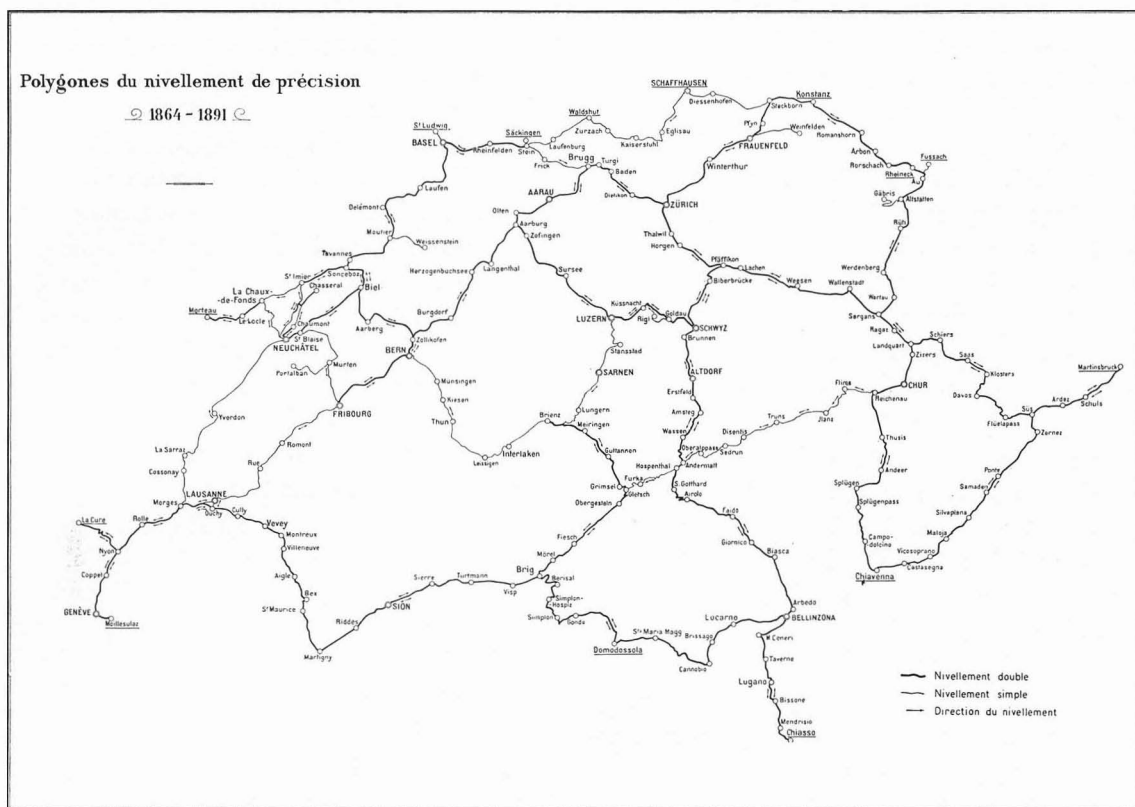 Polygones du nivellement de précision
1864-1891
SCHAFFHAUSEN
Diessenhofen
Steckborn
Konstanz
Waldshut
Zurzach
Kaiserstuhl
Eglisau
Pfyn
Weinfelden
FRAUENFELD
Romanshorn
Arbon
Rorschach
Rheineck
Fussach
Au
Gäbris
Altstätten
Rüti
St Ludwig
BASEL
Rheinfelden
Säckingen
Stein
Laufenburg
Frick
Brugg
Turgi
Baden
Dietikon
Winterthur
ZÜRICH
Thalwil
Horgen
Laufen
Delémont
Moutier
Weissenstein
AARAU
Olten
Aarburg
Zofingen
Tavannes
Sonceboz
St Imier
Chasseral
Biel
Herzogenbuchsee
Langenthal
Sursee
Pfäffikon
Lachen
Biberbrücke
Weesen
Wallenstadt
Werdenberg
Wartau
Sargans
Ragaz
Landquart
Schiers
La Chaux-
-de-Fonds
Morteau
Le Locle
Chaumont
St Blaise
NEUCHÂTEL
Aarberg
Burgdorf
Zollikofen
BERN
LUZERN
Küssnacht
Rigi
Goldau
SCHWYZ
Brunnen
Stansstad
SARNEN
Portalban
Murten
FRIBOURG
Münsingen
Kiesen
Thun
Leissigen
Interlaken
Brienz
Lungern
Meiringen
ALTDORF
Erstfeld
Amsteg
Wassen
Zizers
CHUR
Saas
Klosters
Davos
Flüelapass
Süs
Ardez
Schuls
Martinsbruck
Zernez
Flims
Reichenau
Truns
Ilanz
Disentis
Sedrun
Oberalppass
Andermatt
Hospenthal
Furka
Gletsch
Grimsel
Guttannen
Obergesteln
S. Gotthard
Airolo
Faido
Giornico
Biasca
Thusis
Andeer
Splügen
Splügenpass
Campo-
dolcino
Chiavenna
Castasegna
Vicosoprano
Maloja
Silvaplana
Samaden
Ponte
Yverdon
La Sarraz
Cossonay
Romont
Rue
LAUSANNE
Morges
Ouchy
Cully
Vevey
Montreux
Villeneuve
Aigle
Bex
St Maurice
Martigny
Riddes
SION
Sierre
Turtmann
Visp
Brig
Mörel
Fiesch
Berisal
Simplon-
Hospiz
Simplon
Gondo
Domodossola
Sta Maria Magg
Cannobio
Brissago
Locarno
Arbedo
BELLINZONA
M. Ceneri
Taverne
Lugano
Bissone
Mendrisio
Chiasso
La Cure
Rolle
Nyon
Coppet
GENÈVE
Moillesulaz
Nivellement double
Nivellement simple
Direction du nivellement